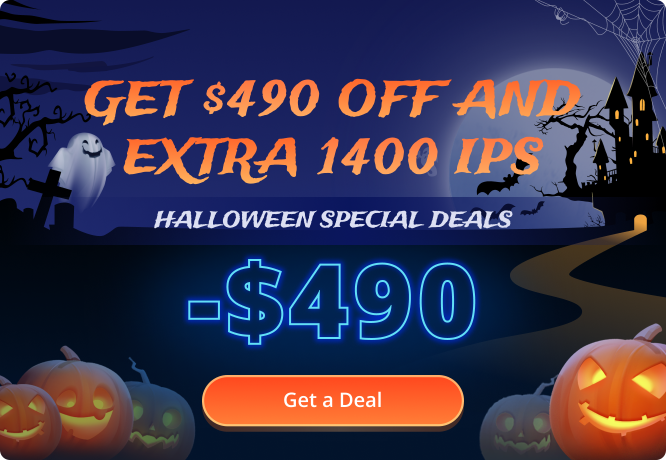 GET $490 OFF AND
EXTRA 1400 IPS
HALLOWEEN SPECIAL DEALS
-$490
Get a Deal